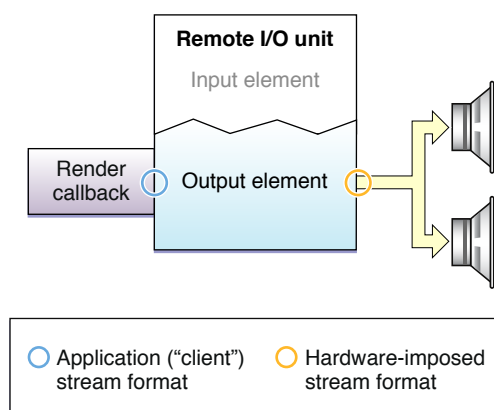 Remote I/O unit
Input element
Render
callback
Output element
Application (“client”)
stream format
Hardware-imposed
stream format